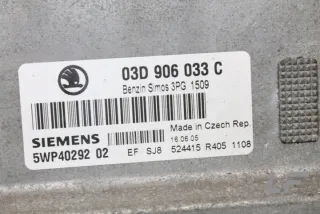 03D 906 033 C
Benzin Simos 3PG 1509
SIEMENS
Made in Czech Rep.
16.06.05
5WP40292 02
EF SJ8 524415 R405 1108